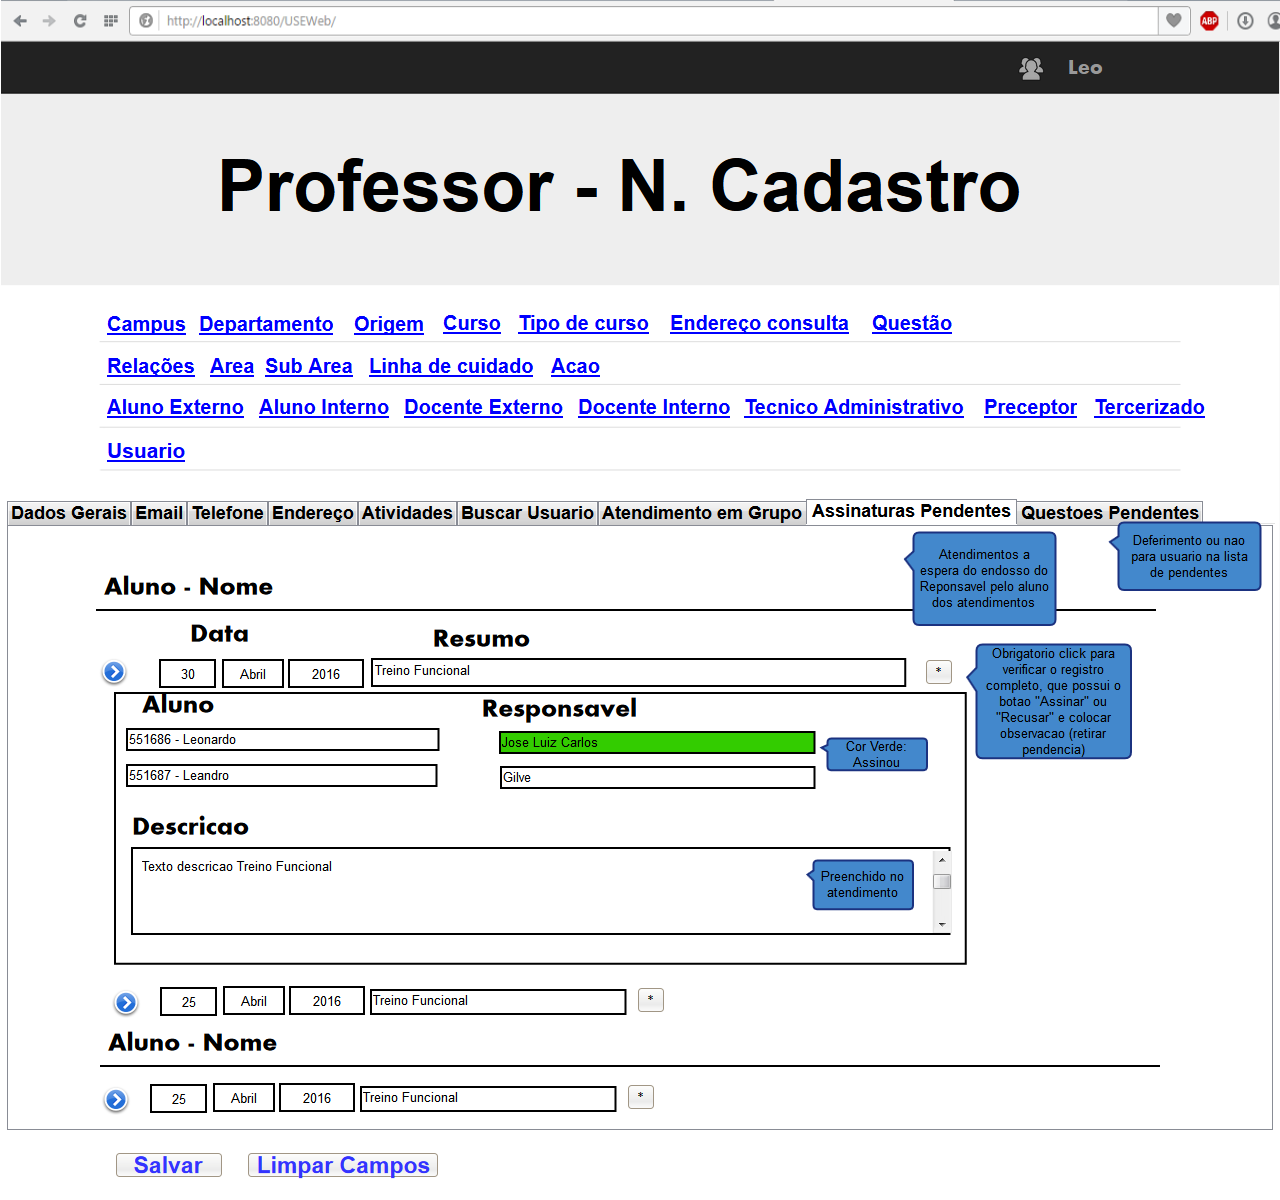 http://localhost:8080/USEWeb/
ABP
Leo
Professor - N. Cadastro
Campus Departamento Origem Curso Tipo de curso Endereço consulta Questão
Relações Area Sub Area Linha de cuidado Acao
Aluno Externo Aluno Interno Docente Externo Docente Interno Tecnico Administrativo Preceptor Tercerizado
Usuario
Dados Gerais Email Telefone Endereço Atividades Buscar Usuario Atendimento em Grupo Assinaturas Pendentes Questoes Pendentes
Atendimentos a
espera do endosso do
Reponsavel pelo aluno
dos atendimentos
Deferimento ou nao
para usuario na lista
de pendentes
Aluno - Nome
Data Resumo
30 Abril 2016 Treino Funcional *
Obrigatorio click para
verificar o registro
completo, que possui o
botao "Assinar" ou
"Recusar" e colocar
observacao (retirar
pendencia)
Aluno Responsavel
551686 - Leonardo Jose Luiz Carlos
Cor Verde:
Assinou
551687 - Leandro Gilve
Descricao
Texto descricao Treino Funcional
Preenchido no
atendimento
25 Abril 2016 Treino Funcional *
Aluno - Nome
25 Abril 2016 Treino Funcional *
Salvar Limpar Campos